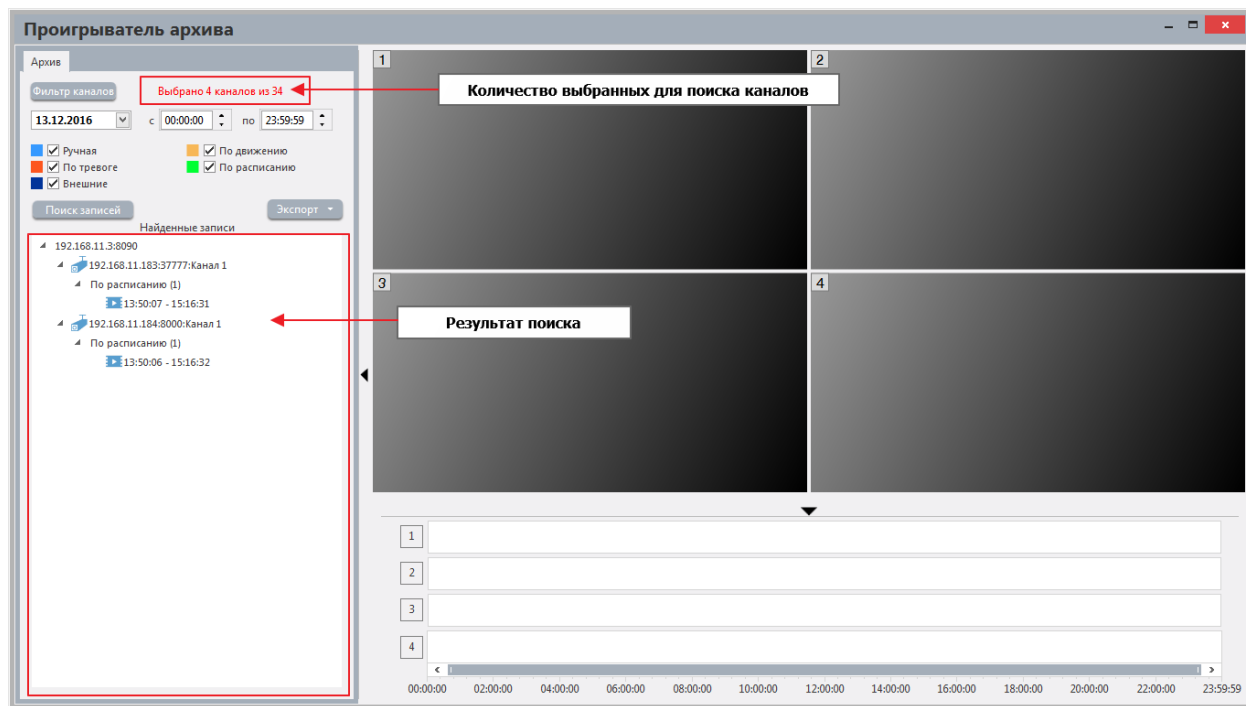 Проигрыватель архива
Архив
Фильтр каналов
Выбрано 4 каналов из 34
13.12.2016 с 00:00:00 по 23:59:59
Ручная По движению
По тревоге По расписанию
Внешние
Поиск записей Экспорт
Найденные записи
192.168.11.3:8090
192.168.11.183:37777:Канал 1
По расписанию (1)
13:50:07 - 15:16:31
192.168.11.184:8000:Канал 1
По расписанию (1)
13:50:06 - 15:16:32
1
2
Количество выбранных для поиска каналов
3
4
Результат поиска
1
2
3
4
00:00:00 02:00:00 04:00:00 06:00:00 08:00:00 10:00:00 12:00:00 14:00:00 16:00:00 18:00:00 20:00:00 22:00:00 23:59:59